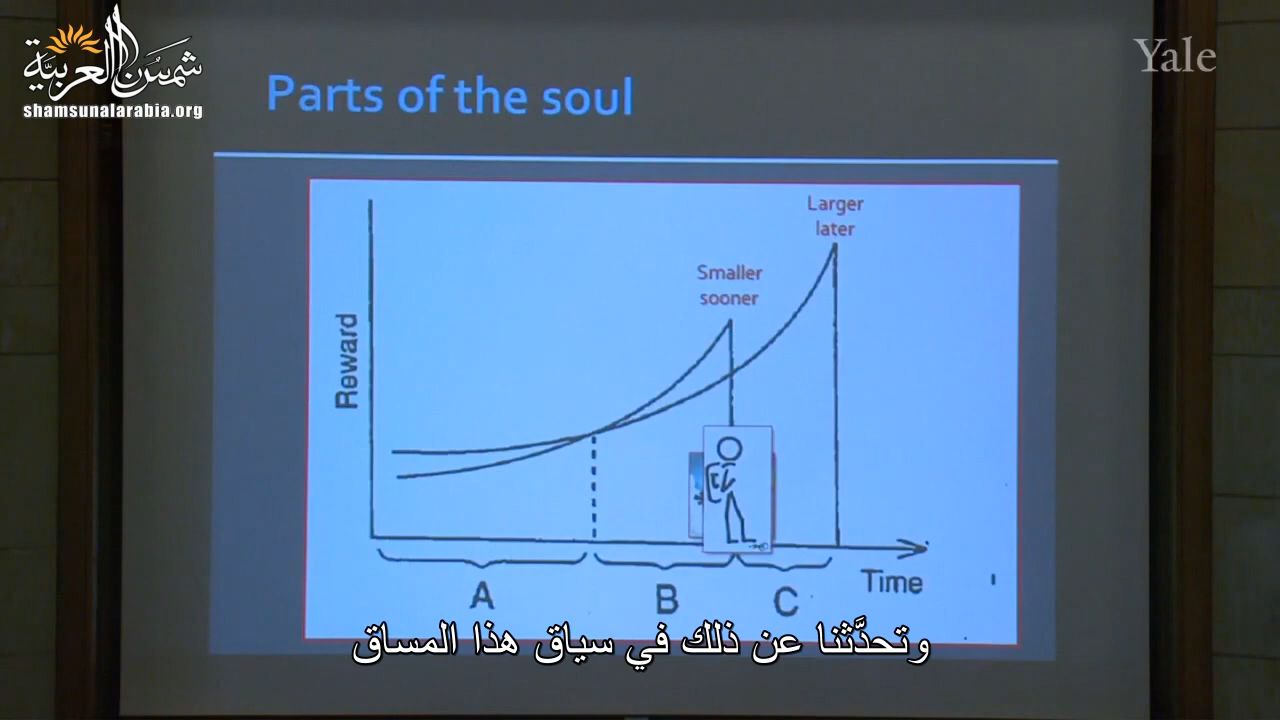 شمس العربية
shamsunalarabia.org
Yale
Parts of the soul
Larger
later
Smaller
sooner
Reward
A
B
C
Time
وتحدَّثنا عن ذلك في سياق هذا المساق